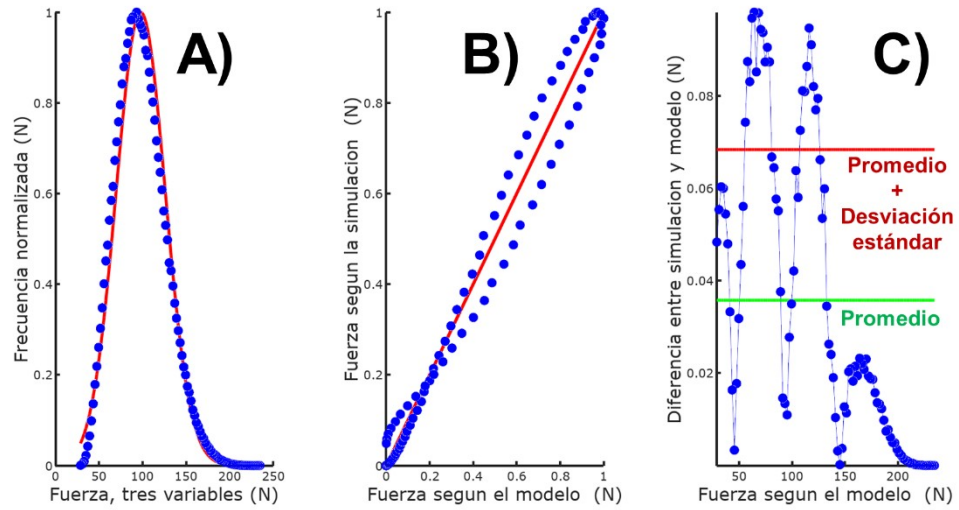 A)
Frecuencia normalizada (N)
1
0.8
0.6
0.4
0.2
0
50
100
150
200
250
Fuerza, tres variables (N)
B)
Fuerza segun la simulacion (N)
1
0.8
0.6
0.4
0.2
0
0
0.2
0.4
0.6
0.8
1
Fuerza segun el modelo (N)
C)
Diferencia entre simulacion y modelo (N)
0.08
0.06
0.04
0.02
50
100
150
200
Fuerza segun el modelo (N)
Promedio
+
Desviación
estándar
Promedio